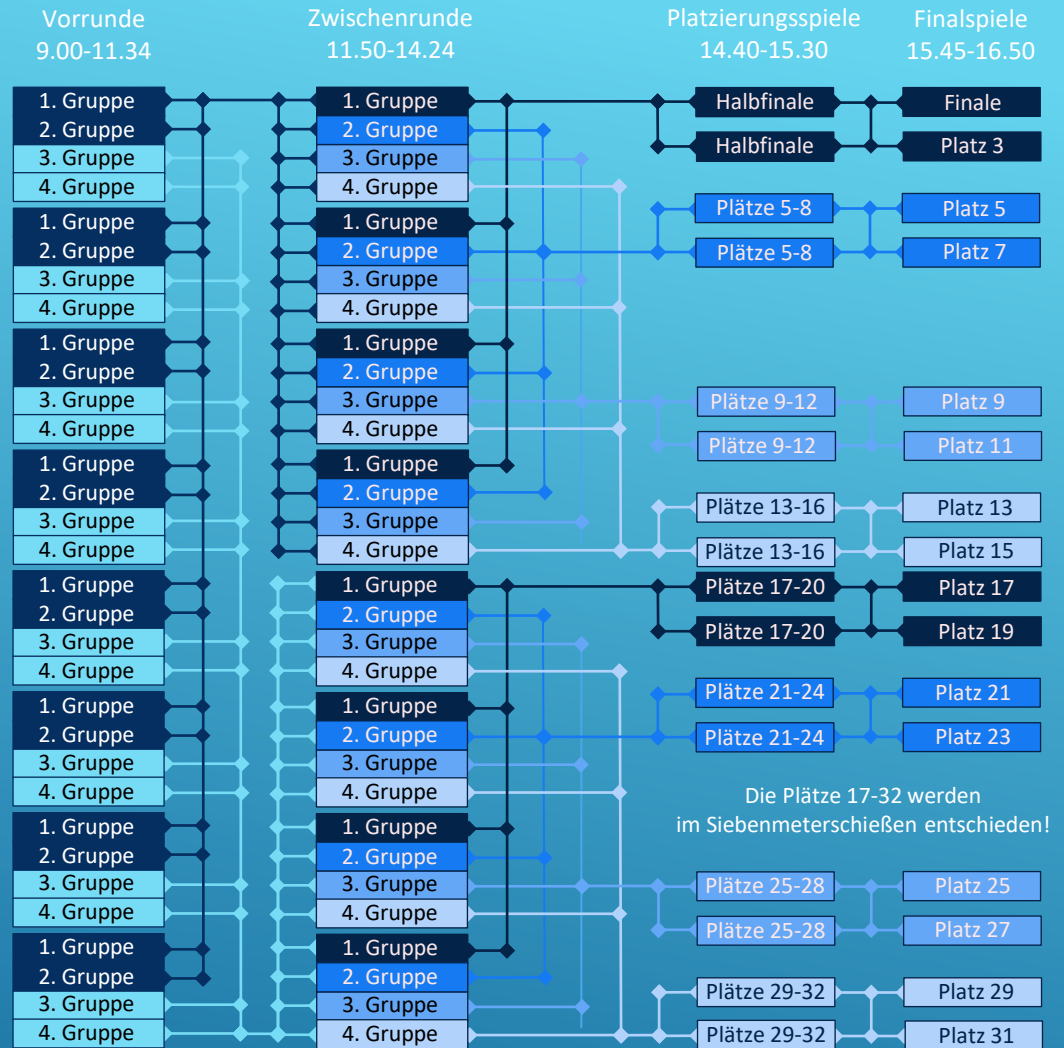 Vorrunde
9.00-11.34
Zwischenrunde
11.50-14.24
Platzierungsspiele
14.40-15.30
Finalspiele
15.45-16.50
1. Gruppe
2. Gruppe
3. Gruppe
4. Gruppe
1. Gruppe
2. Gruppe
3. Gruppe
4. Gruppe
1. Gruppe
2. Gruppe
3. Gruppe
4. Gruppe
1. Gruppe
2. Gruppe
3. Gruppe
4. Gruppe
1. Gruppe
2. Gruppe
3. Gruppe
4. Gruppe
1. Gruppe
2. Gruppe
3. Gruppe
4. Gruppe
1. Gruppe
2. Gruppe
3. Gruppe
4. Gruppe
1. Gruppe
2. Gruppe
3. Gruppe
4. Gruppe
1. Gruppe
2. Gruppe
3. Gruppe
4. Gruppe
1. Gruppe
2. Gruppe
3. Gruppe
4. Gruppe
1. Gruppe
2. Gruppe
3. Gruppe
4. Gruppe
1. Gruppe
2. Gruppe
3. Gruppe
4. Gruppe
1. Gruppe
2. Gruppe
3. Gruppe
4. Gruppe
1. Gruppe
2. Gruppe
3. Gruppe
4. Gruppe
1. Gruppe
2. Gruppe
3. Gruppe
4. Gruppe
1. Gruppe
2. Gruppe
3. Gruppe
4. Gruppe
Halbfinale
Halbfinale
Plätze 5-8
Plätze 5-8
Plätze 9-12
Plätze 9-12
Plätze 13-16
Plätze 13-16
Plätze 17-20
Plätze 17-20
Plätze 21-24
Plätze 21-24
Die Plätze 17-32 werden
im Siebenmeterschießen entschieden!
Plätze 25-28
Plätze 25-28
Plätze 29-32
Plätze 29-32
Finale
Platz 3
Platz 5
Platz 7
Platz 9
Platz 11
Platz 13
Platz 15
Platz 17
Platz 19
Platz 21
Platz 23
Platz 25
Platz 27
Platz 29
Platz 31